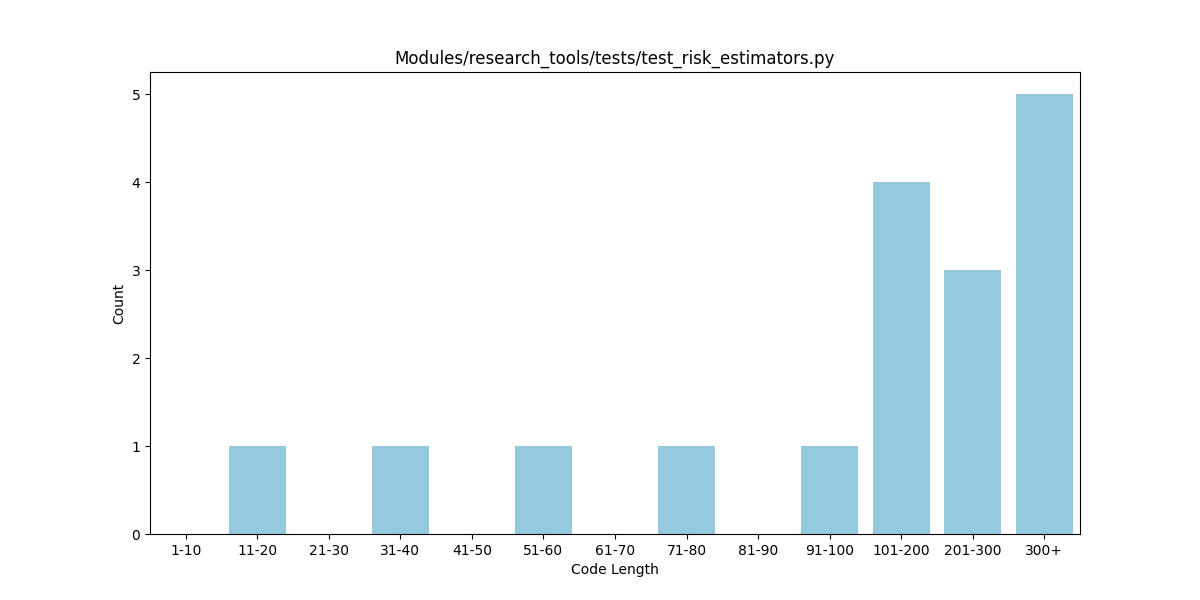 Modules/research_tools/tests/test_risk_estimators.py
5
4
3
2
1
0
Count
1-10 11-20 21-30 31-40 41-50 51-60 61-70 71-80 81-90 91-100 101-200 201-300 300+
Code Length